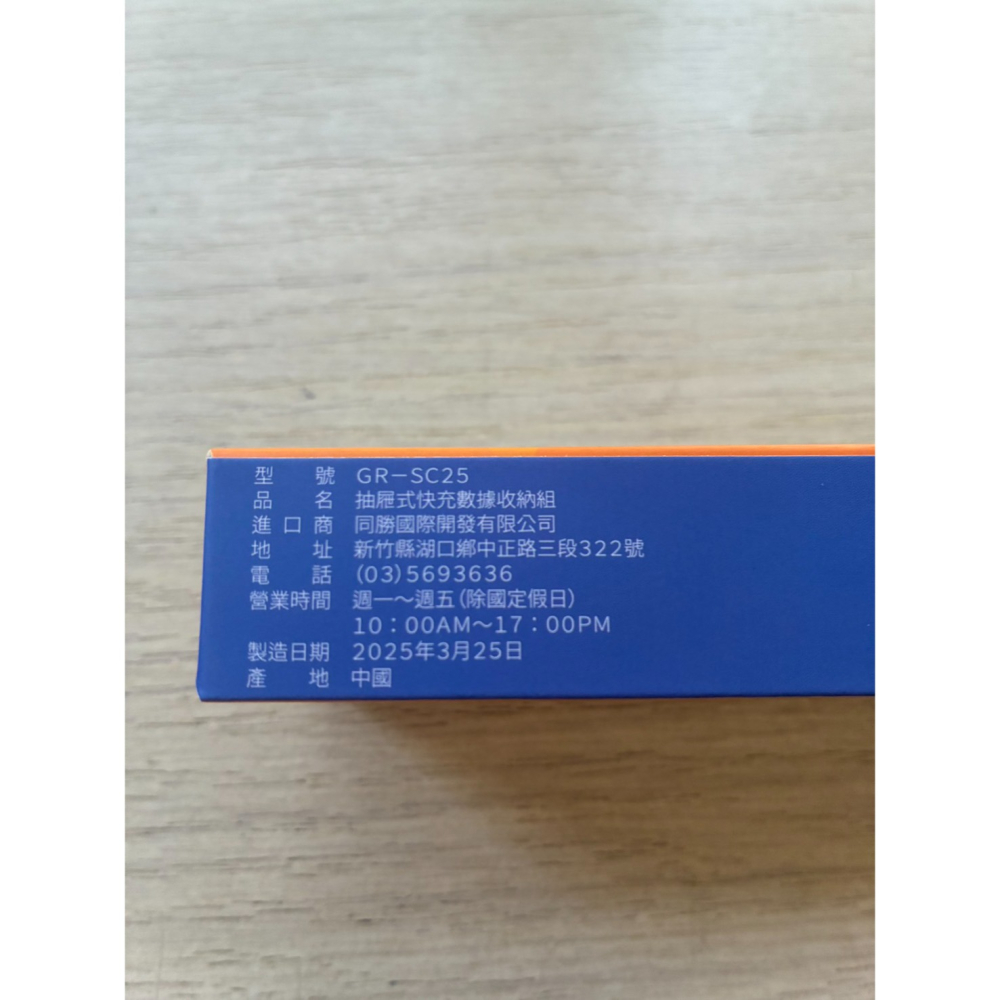 型號 GR-SC25
品名 抽屜式快充數據收納組
進口商 同勝國際開發有限公司
地址 新竹縣湖口鄉中正路三段322號
電話 (03)5693636
營業時間 週一～週五(除國定假日)
10：00AM～17：00PM
製造日期 2025年3月25日
產地 中國